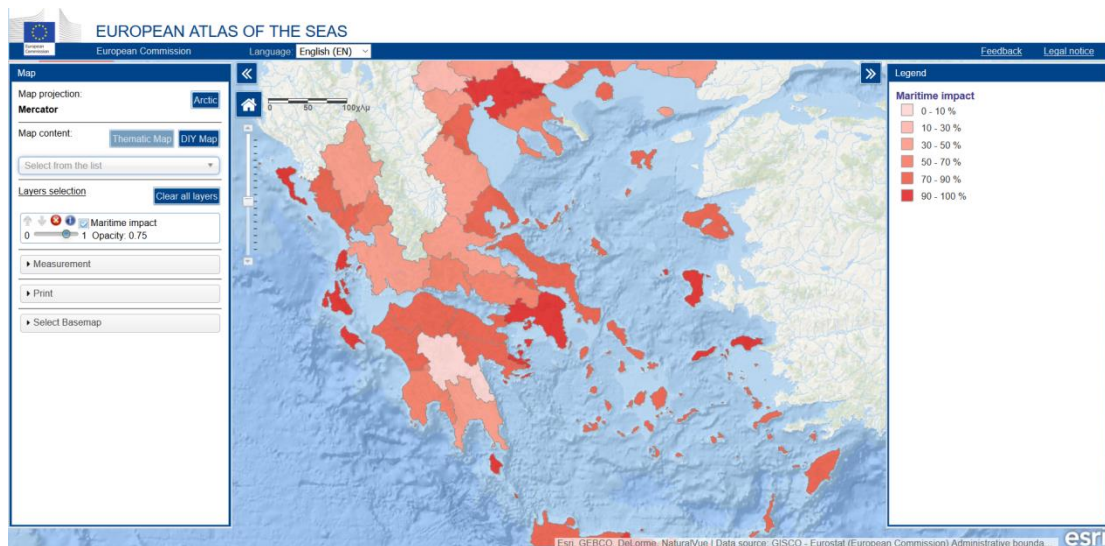 EUROPEAN ATLAS OF THE SEAS
European Commission
European Commission Language: English (EN) Feedback Legal notice
Map
Map projection:
Mercator
Arctic
Map content:
Thematic Map DIY Map
Select from the list
Layers selection
Clear all layers
Maritime impact
0 1 Opacity: 0.75
Measurement
Print
Select Basemap
0 50 100χλμ
Legend
Maritime impact
0 - 10 %
10 - 30 %
30 - 50 %
50 - 70 %
70 - 90 %
90 - 100 %
Esri, GEBCO, DeLorme, NaturalVue | Data source: GISCO - Eurostat (European Commission) Administrative bounda...
esri